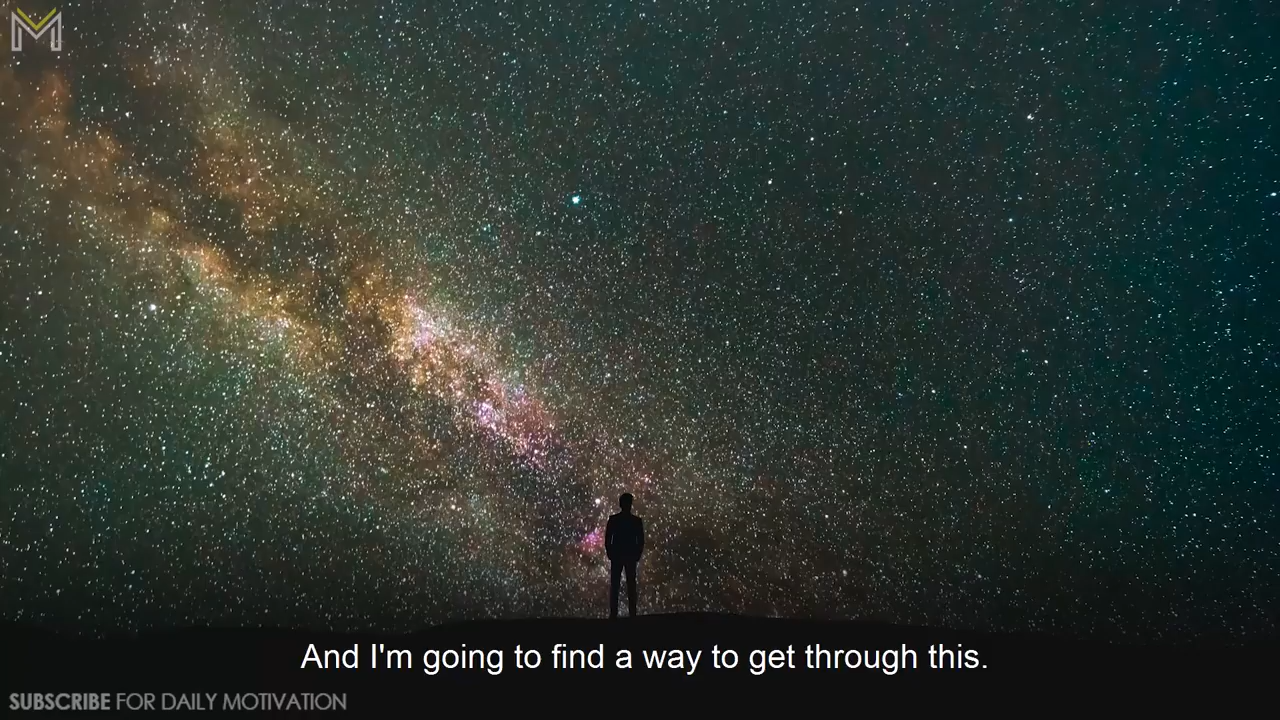 M
And I'm going to find a way to get through this.
SUBSCRIBE FOR DAILY MOTIVATION